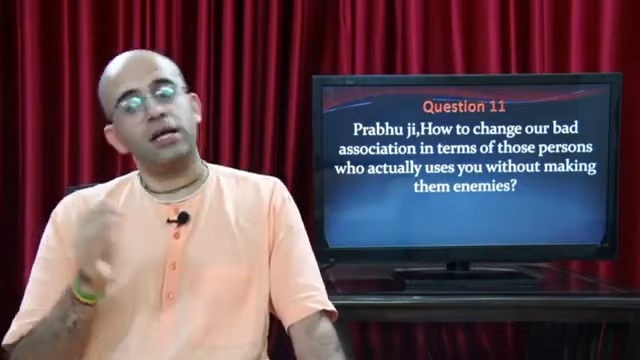 Question 11
Prabhu ji,How to change our bad
association in terms of those persons
who actually uses you without making
them enemies?